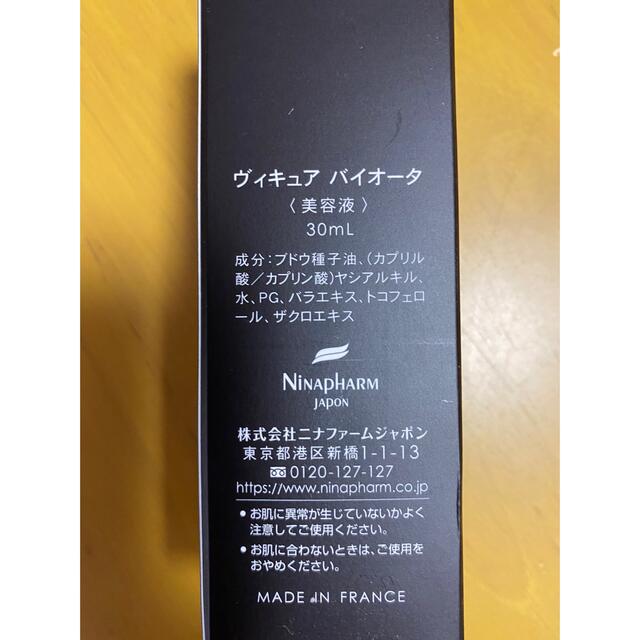 ヴィキュア バイオータ
〈美容液〉
30mL
成分:ブドウ種子油、(カプリル
酸/カプリン酸)ヤシアルキル、
水、PG、バラエキス、トコフェロ
ール、ザクロエキス
NINAPHARM
JAPON
株式会社ニナファームジャポン
東京都港区新橋1-1-13
0120-127-127
https://www.ninapharm.co.jp
●お肌に異常が生じていないかよく
注意してご使用ください。
●お肌に合わないときは、ご使用を
おやめください。
MADE IN FRANCE